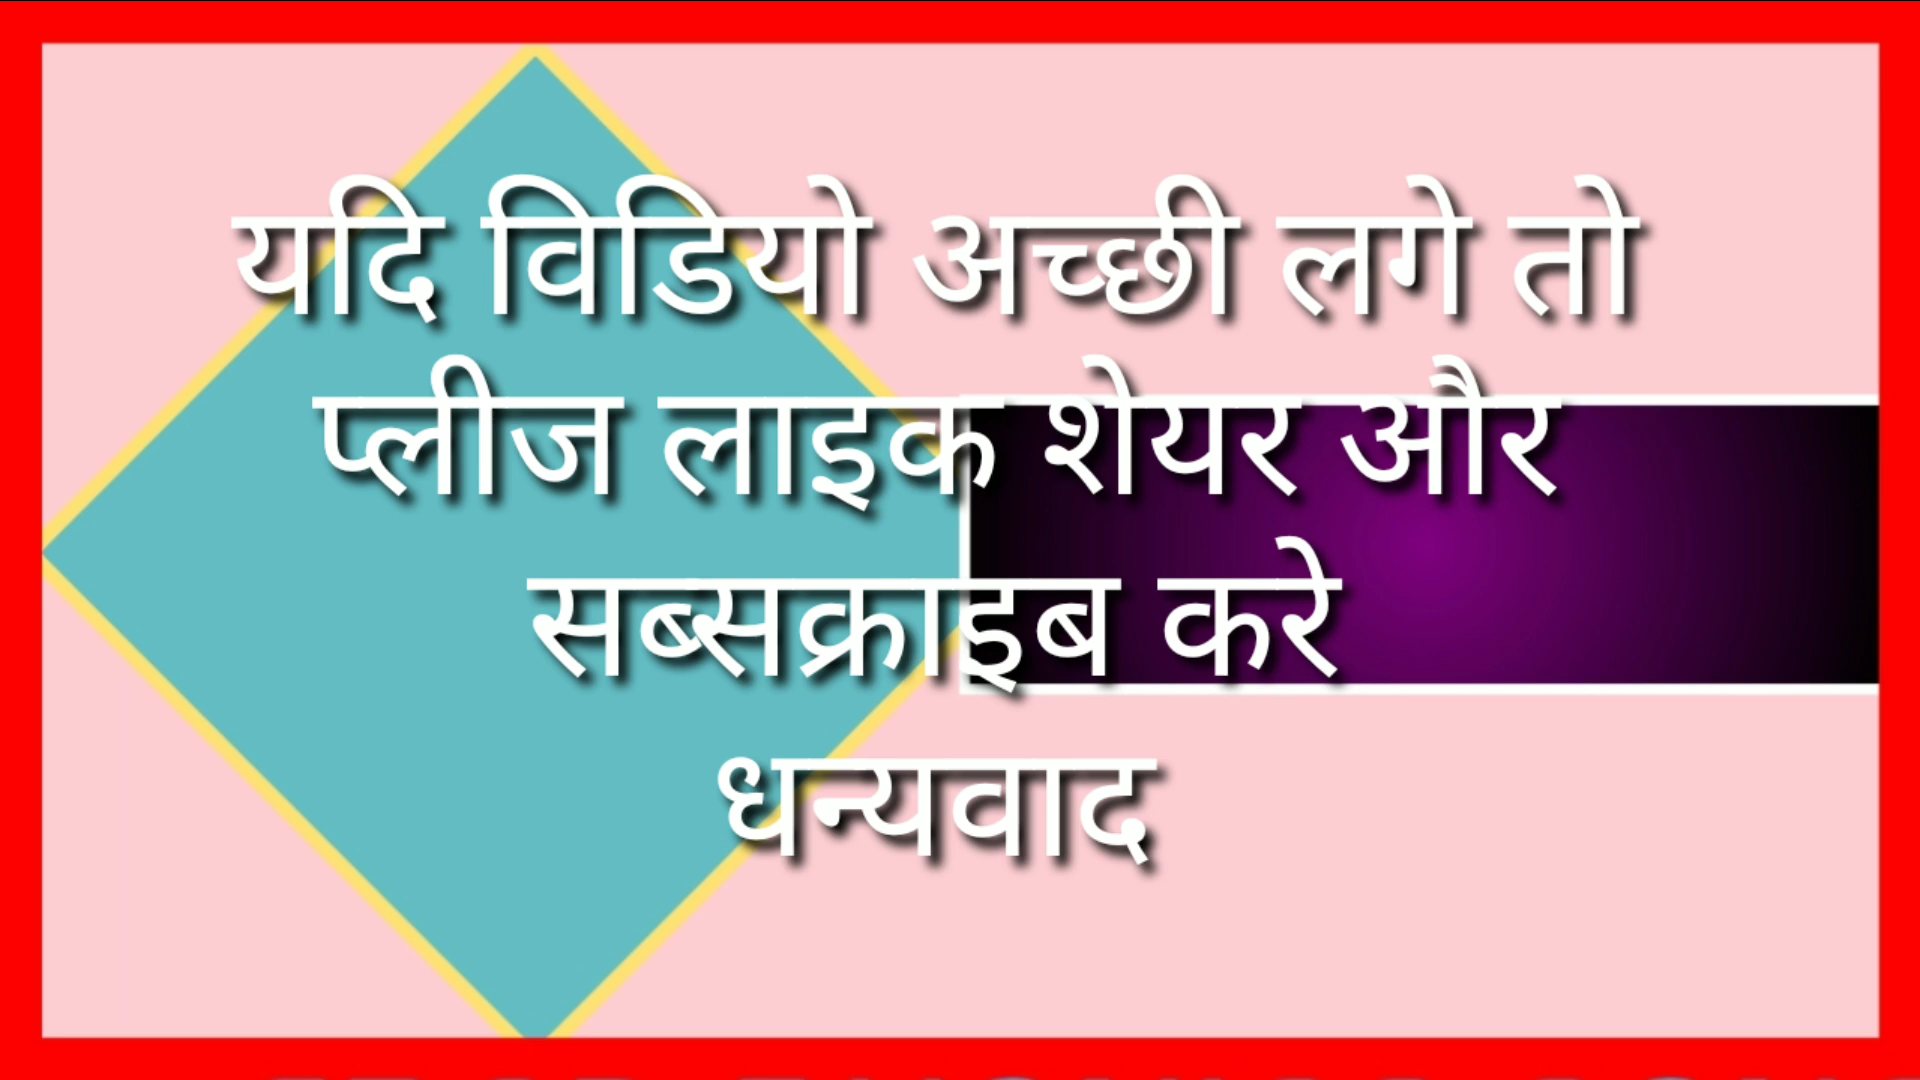 यदि विडियो अच्छी लगे तो
प्लीज लाइक शेयर और
सब्सक्राइब करे
धन्यवाद